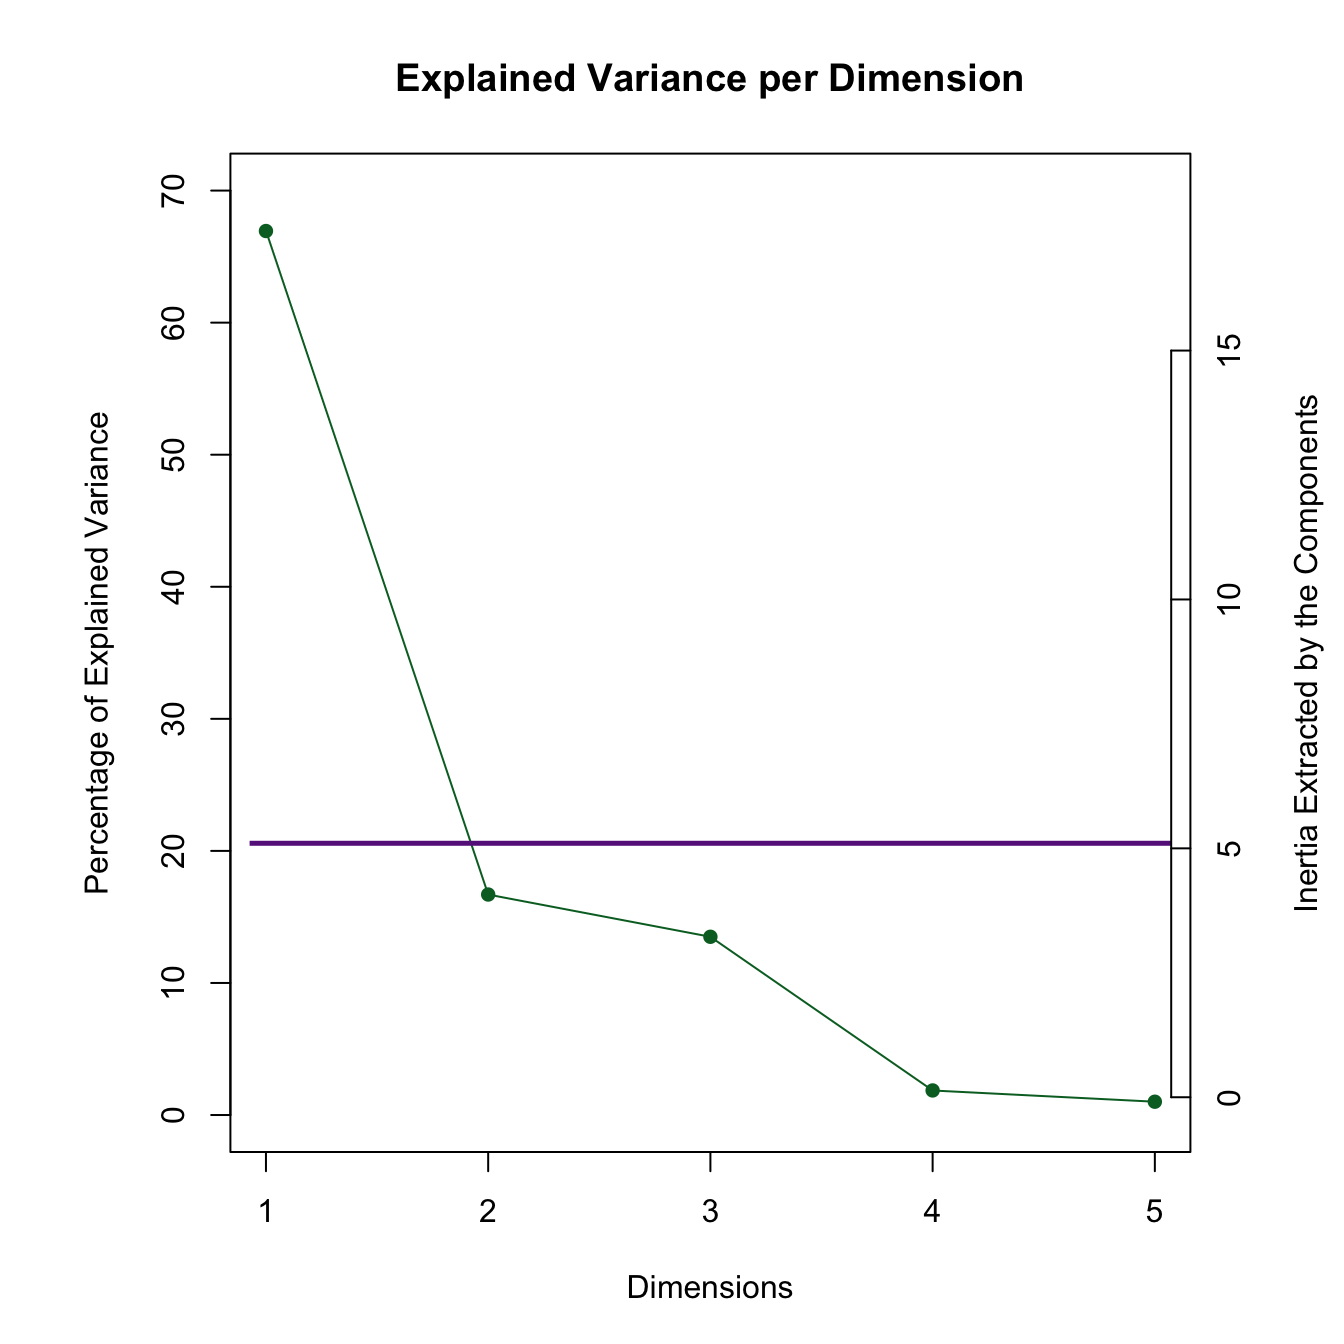 Explained Variance per Dimension
Percentage of Explained Variance
70
60
50
40
30
20
10
0
15
10
5
0
Inertia Extracted by the Components
1 2 3 4 5
Dimensions